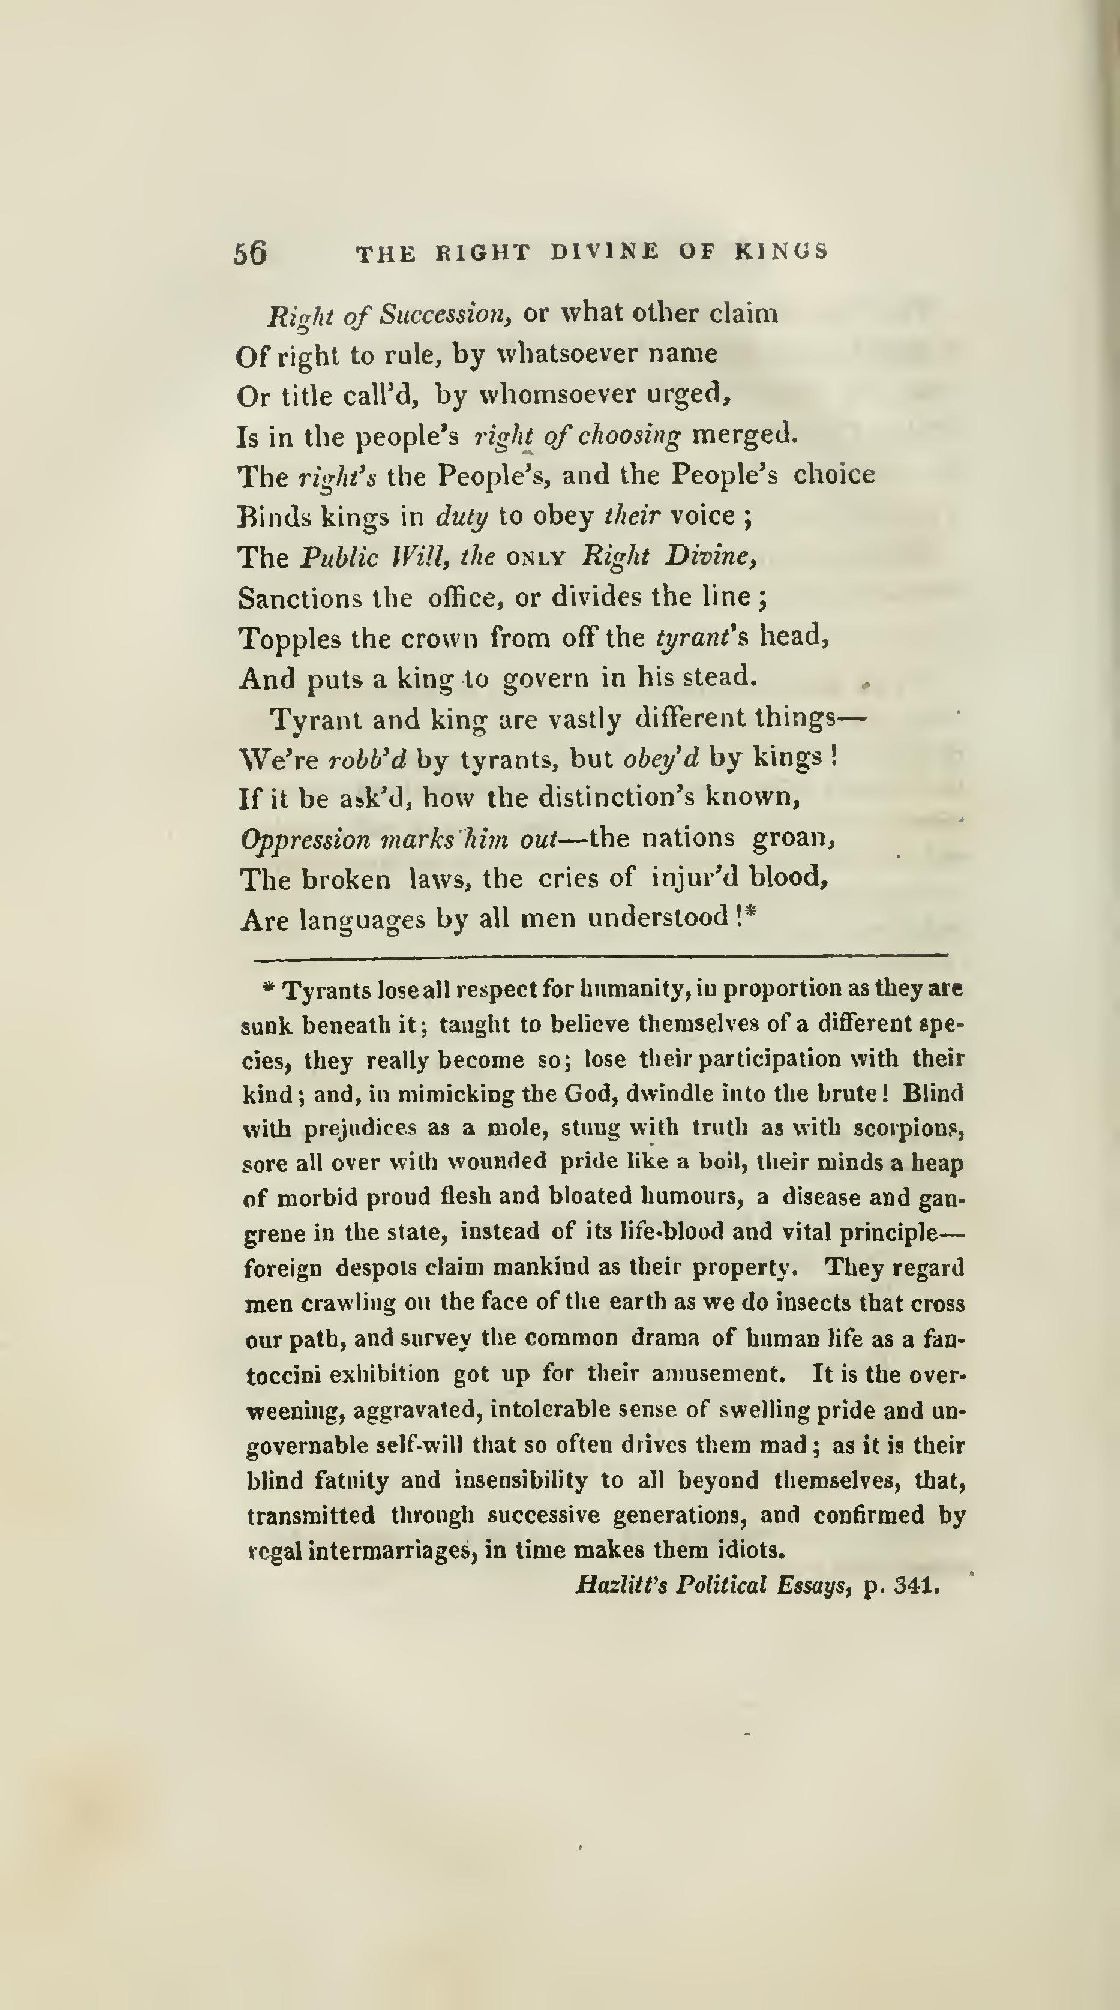 56 THE RIGHT DIVINE OF KINGS
Right of Succession, or what other claim
Of right to rule, by whatsoever name
Or title call'd, by whomsoever urged,
Is in the people's right of choosing merged.
The right's the People's, and the People's choice
Binds kings in duty to obey their voice ;
The Public Will, the ONLY Right Divine,
Sanctions the office, or divides the line ;
Topples the crown from off the tyrant's head,
And puts a king to govern in his stead.
Tyrant and king are vastly different things—
We're robb'd by tyrants, but obey'd by kings !
If it be ask'd, how the distinction's known,
Oppression marks him out—the nations groan,
The broken laws, the cries of injur'd blood,
Are languages by all men understood !*
* Tyrants lose all respect for humanity, in proportion as they are
sunk beneath it; taught to believe themselves of a different spe-
cies, they really become so; lose their participation with their
kind; and, in mimicking the God, dwindle into the brute! Blind
with prejudices as a mole, stung with truth as with scorpions,
sore all over with wounded pride like a boil, their minds a heap
of morbid proud flesh and bloated humours, a disease and gan-
grene in the state, instead of its life-blood and vital principle—
foreign despots claim mankind as their property. They regard
men crawling on the face of the earth as we do insects that cross
our path, and survey the common drama of human life as a fan-
toccini exhibition got up for their amusement. It is the over-
weening, aggravated, intolerable sense of swelling pride and un-
governable self-will that so often drives them mad; as it is their
blind fatuity and insensibility to all beyond themselves, that,
transmitted through successive generations, and confirmed by
regal intermarriages, in time makes them idiots.
Hazlitt's Political Essays, p. 341.